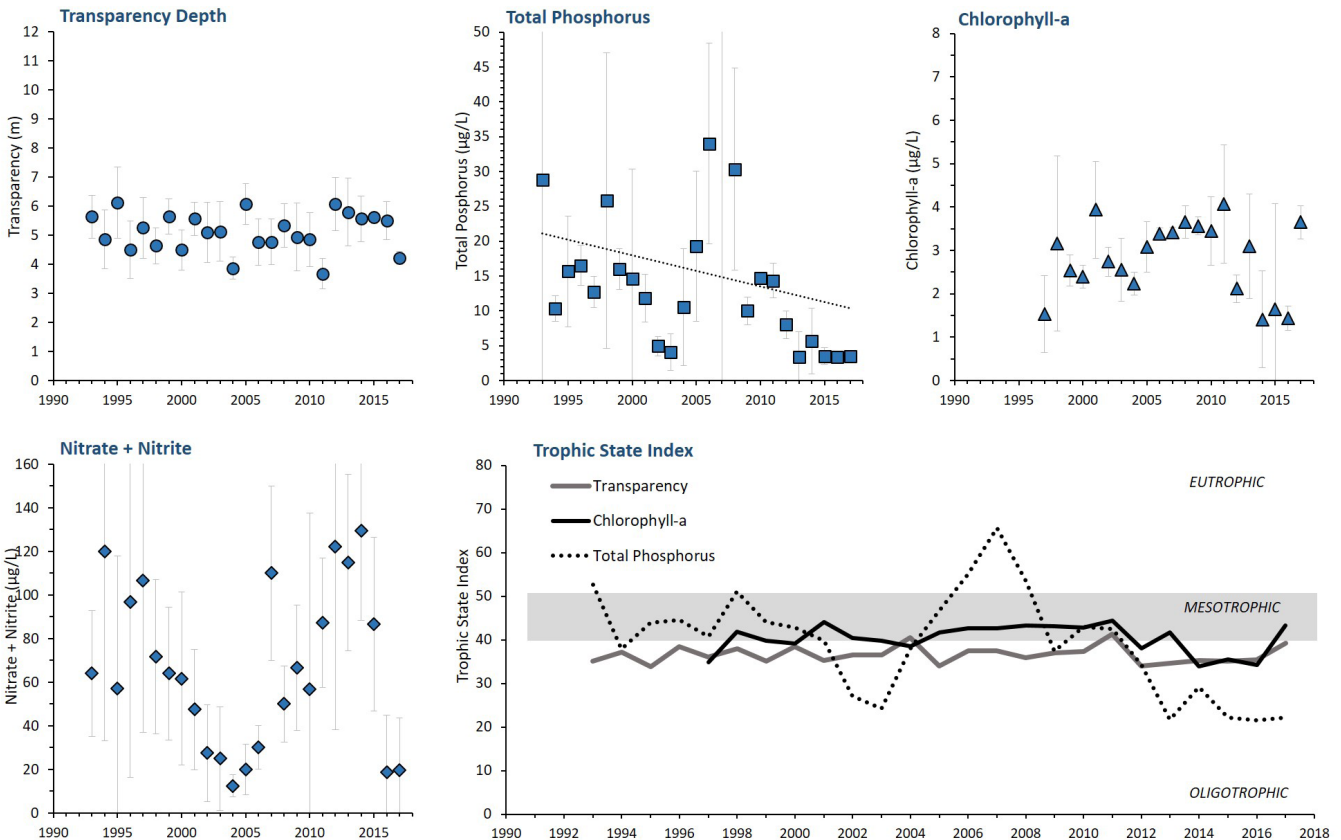 Transparency Depth
Transparency (m)
12
11
10
9
8
7
6
5
4
3
2
1
0
1990 1995 2000 2005 2010 2015
Total Phosphorus
Total Posphorus (µg/L)
50
45
40
35
30
25
20
15
10
5
0
1990 1995 2000 2005 2010 2015
Chlorophyll-a
Chlorophyll-a (µg/L)
8
7
6
5
4
3
2
1
0
1990 1995 2000 2005 2010 2015
Nitrate + Nitrite
Nitrate + Nitrite (µg/L)
160
140
120
100
80
60
40
20
0
1990 1995 2000 2005 2010 2015
Trophic State Index
Trophic State Index
80
70
60
50
40
30
20
10
0
Transparency
Chlorophyll-a
Total Phosphorus
EUTROPHIC
MESOTROPHIC
OLIGOTROPHIC
1990 1992 1994 1996 1998 2000 2002 2004 2006 2008 2010 2012 2014 2016 2018